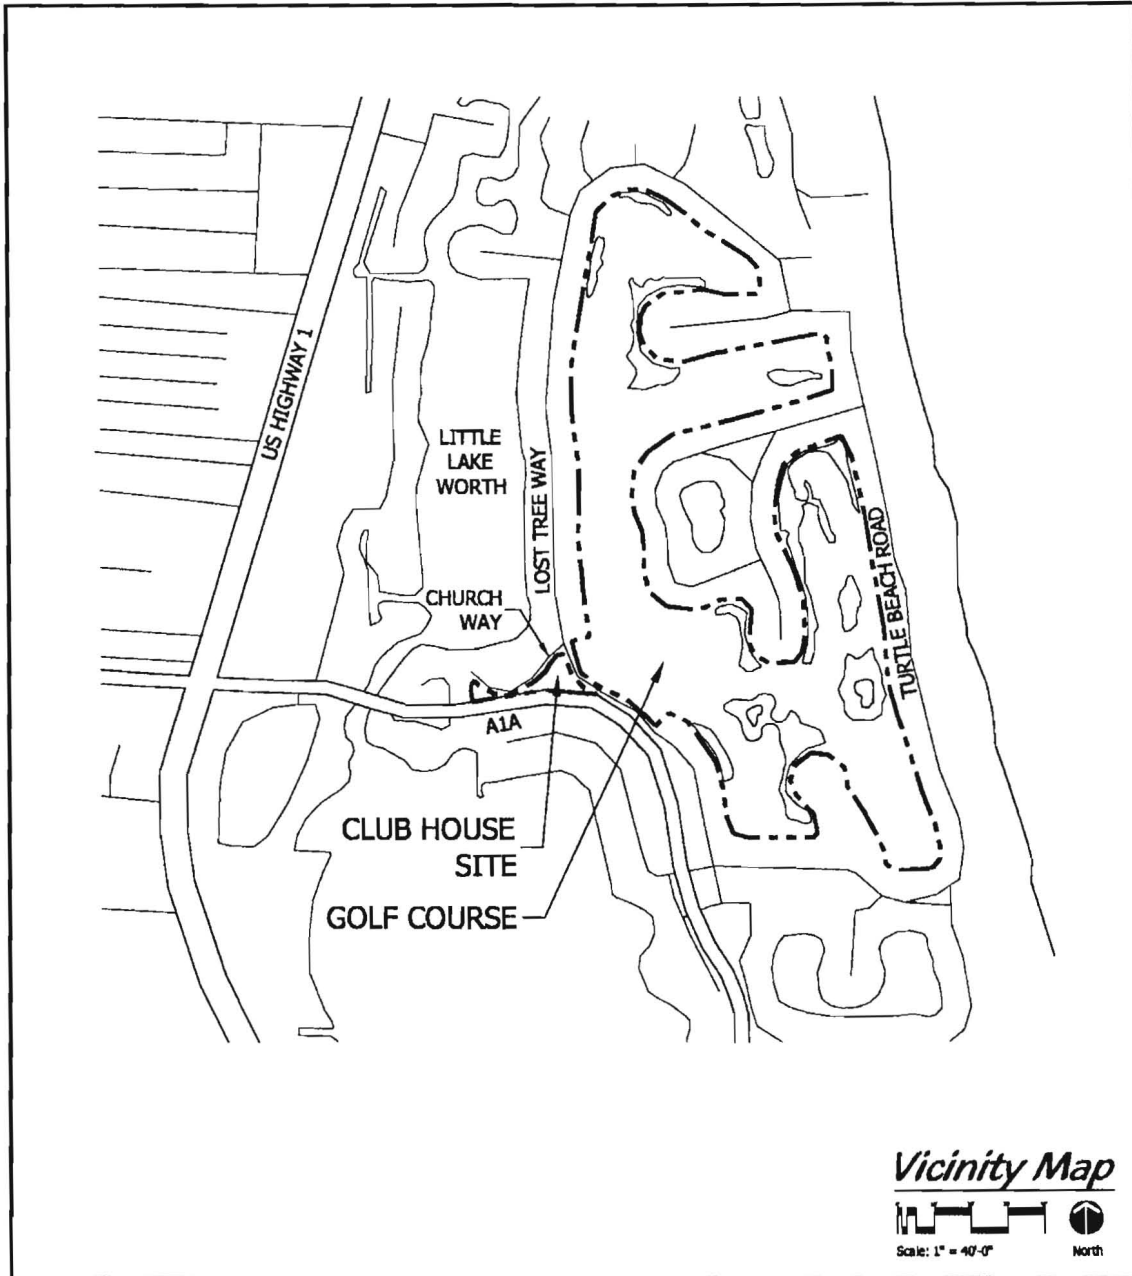 US HIGHWAY 1
LITTLE
LAKE
WORTH
LOST TREE WAY
CHURCH
WAY
TURTLE BEACH ROAD
A1A
CLUB HOUSE
SITE
GOLF COURSE
Vicinity Map
Scale: 1" = 40'-0"
North